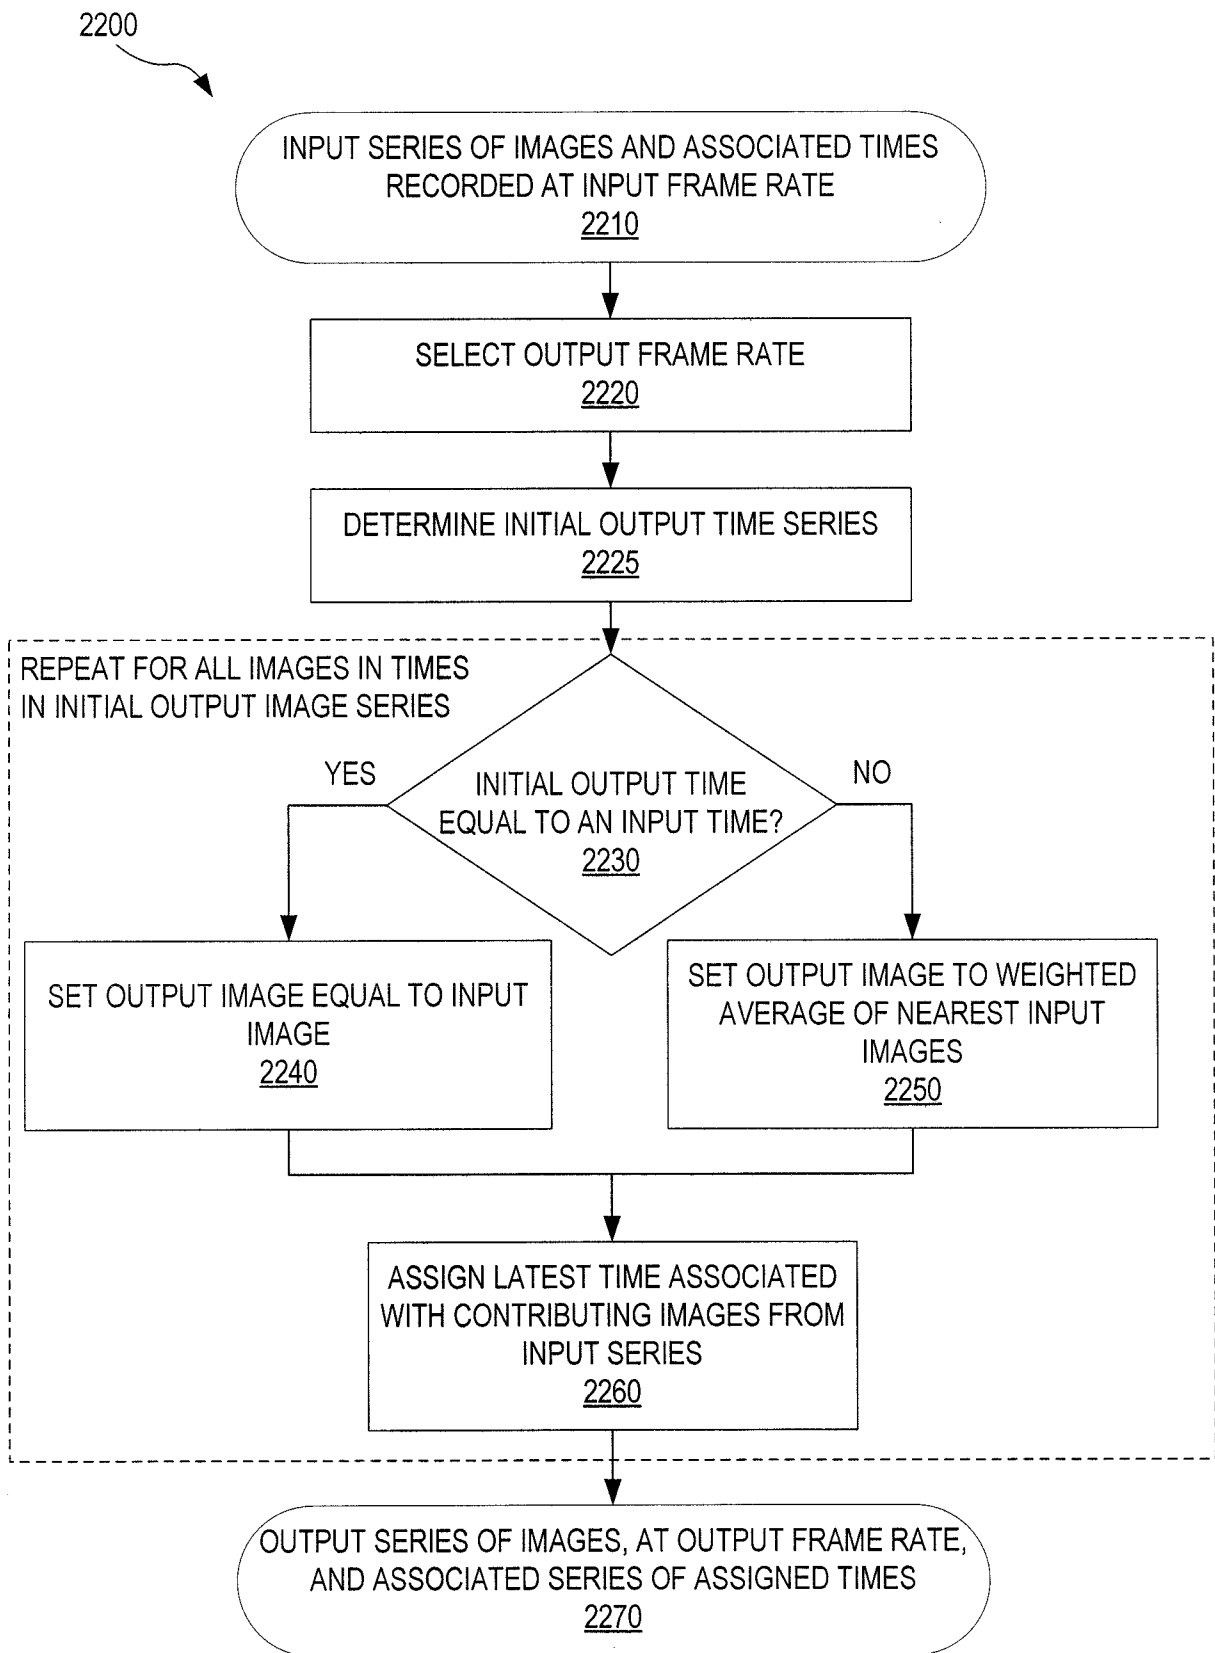 2200
INPUT SERIES OF IMAGES AND ASSOCIATED TIMES
RECORDED AT INPUT FRAME RATE
2210
SELECT OUTPUT FRAME RATE
2220
DETERMINE INITIAL OUTPUT TIME SERIES
2225
REPEAT FOR ALL IMAGES IN TIMES
IN INITIAL OUTPUT IMAGE SERIES
YES
NO
INITIAL OUTPUT TIME
EQUAL TO AN INPUT TIME?
2230
SET OUTPUT IMAGE EQUAL TO INPUT
IMAGE
2240
SET OUTPUT IMAGE TO WEIGHTED
AVERAGE OF NEAREST INPUT
IMAGES
2250
ASSIGN LATEST TIME ASSOCIATED
WITH CONTRIBUTING IMAGES FROM
INPUT SERIES
2260
OUTPUT SERIES OF IMAGES, AT OUTPUT FRAME RATE,
AND ASSOCIATED SERIES OF ASSIGNED TIMES
2270